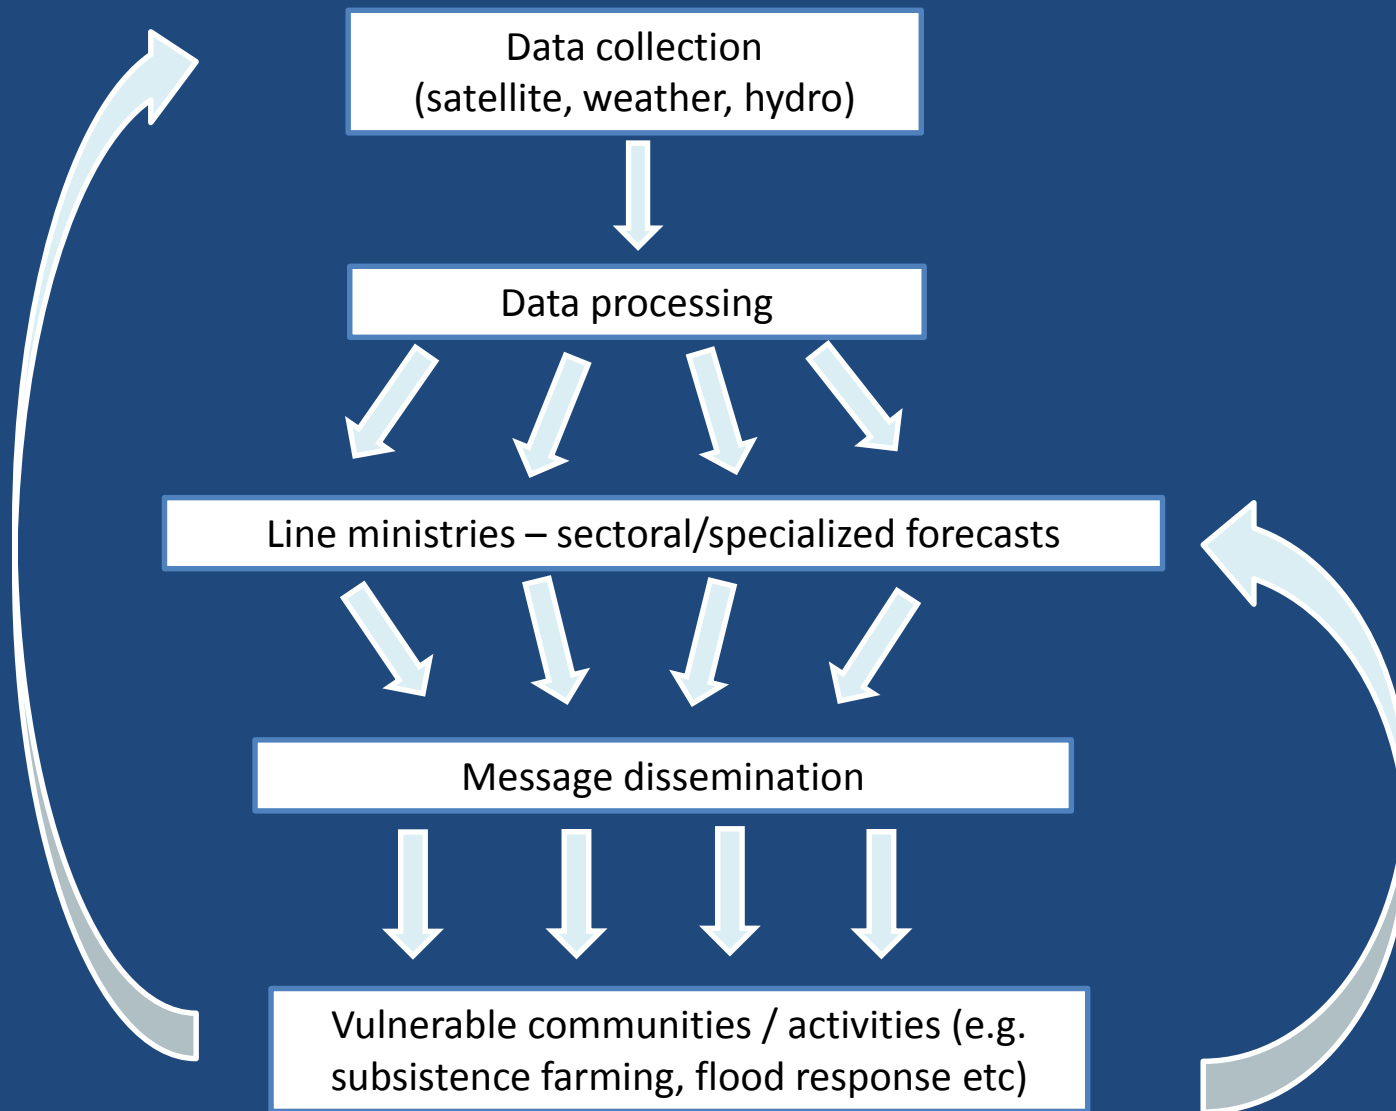 Data collection
(satellite, weather, hydro)
Data processing
Line ministries – sectoral/specialized forecasts
Message dissemination
Vulnerable communities / activities (e.g.
subsistence farming, flood response etc)